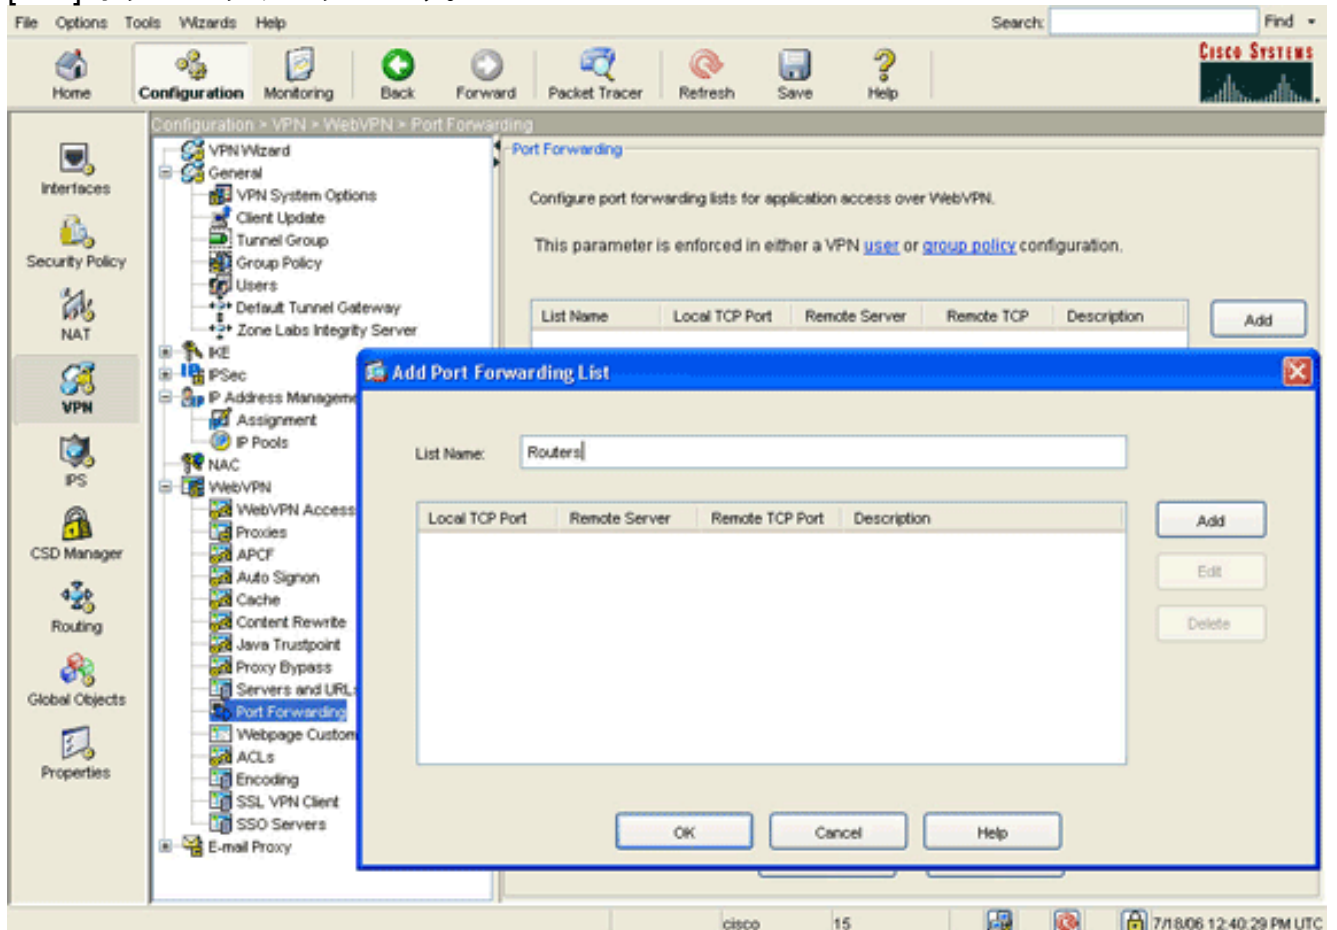 File Options Tools Wizards Help Search: Find
Home Configuration Monitoring Back Forward Packet Tracer Refresh Save Help
CISCO SYSTEMS
Configuration > VPN > WebVPN > Port Forwarding
Interfaces
Security Policy
NAT
VPN
IPS
CSD Manager
Routing
Global Objects
Properties
VPN Wizard
General
VPN System Options
Client Update
Tunnel Group
Group Policy
Users
Default Tunnel Gateway
Zone Labs Integrity Server
IKE
IPSec
IP Address Manageme
Assignment
IP Pools
NAC
WebVPN
WebVPN Access
Proxies
APCF
Auto Signon
Cache
Content Rewrite
Java Trustpoint
Proxy Bypass
Servers and URLs
Port Forwarding
Webpage Custom
ACLs
Encoding
SSL VPN Client
SSO Servers
E-mail Proxy
Port Forwarding
Configure port forwarding lists for application access over WebVPN.
This parameter is enforced in either a VPN user or group policy configuration.
List Name Local TCP Port Remote Server Remote TCP Description
Add
Add Port Forwarding List
List Name: Routers
Local TCP Port Remote Server Remote TCP Port Description
Add
Edit
Delete
OK Cancel Help
cisco 15 7/18/06 12:40:29 PM UTC